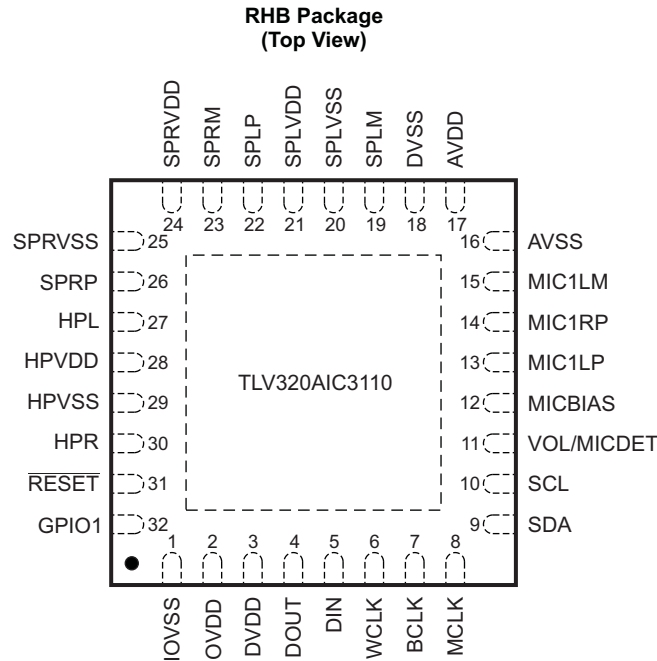 RHB Package
(Top View)
SPRVDD
SPRM
SPLP
SPLVDD
SPLVSS
SPLM
DVSS
AVDD
24 23 22 21 20 19 18 17
SPRVSS 25
16 AVSS
SPRP 26
15 MIC1LM
HPL 27
14 MIC1RP
HPVDD 28
13 MIC1LP
TLV320AIC3110
HPVSS 29
12 MICBIAS
HPR 30
11 VOL/MICDET
RESET 31
10 SCL
GPIO1 32
9 SDA
1 2 3 4 5 6 7 8
IOVSS
OVDD
DVDD
DOUT
DIN
WCLK
BCLK
MCLK